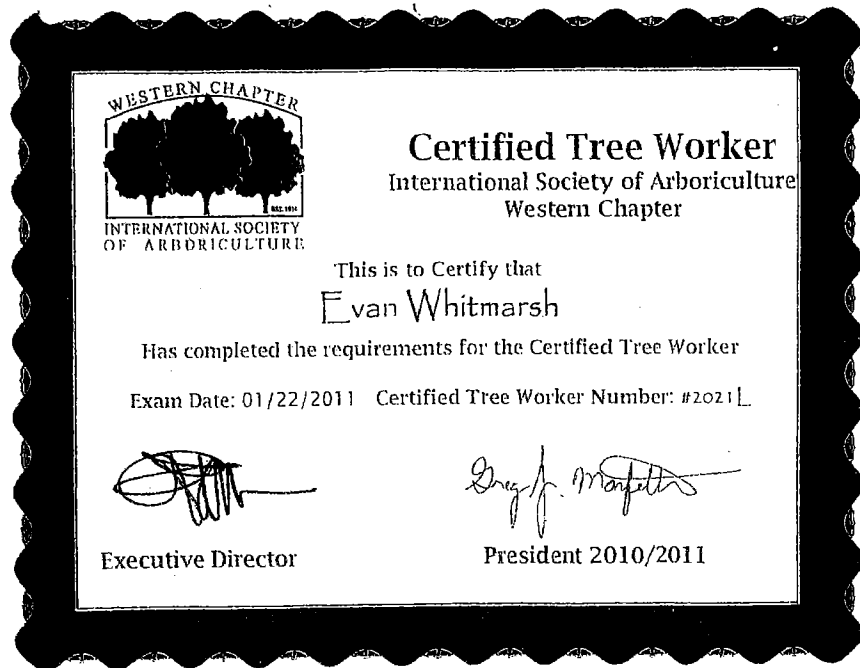 WESTERN CHAPTER
EST. 1934
INTERNATIONAL SOCIETY
OF ARBORICULTURE
Certified Tree Worker
International Society of Arboriculture
Western Chapter
This is to Certify that
Evan Whitmarsh
Has completed the requirements for the Certified Tree Worker
Exam Date: 01/22/2011 Certified Tree Worker Number: #2021L
Greg J.
Executive Director
President 2010/2011